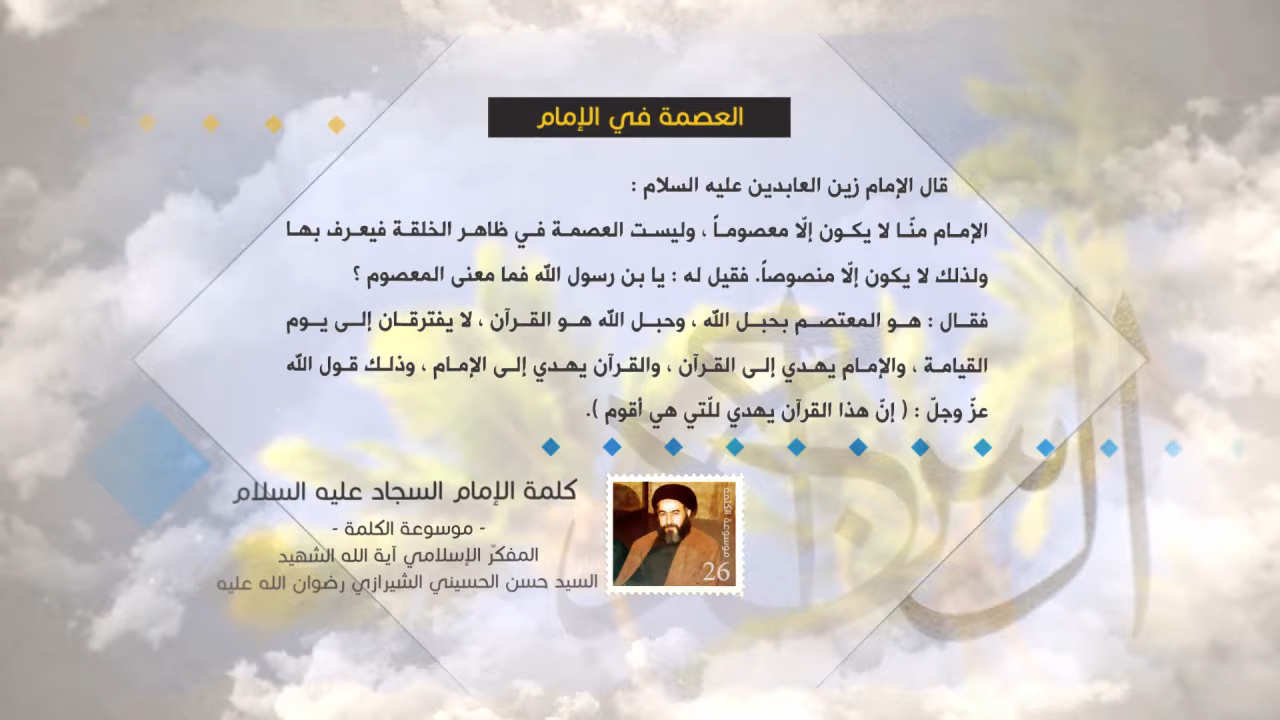 العصمة في الإمام
قال الإمام زين العابدين عليه السلام :
الإمام منّا لا يكون إلّا معصوماً ، وليست العصمة في ظاهر الخلقة فيعرف بها
ولذلك لا يكون إلّا منصوصاً. فقيل له : يا بن رسول الله فما معنى المعصوم ؟
فقال : هو المعتصم بحبل الله ، وحبل الله هو القرآن ، لا يفترقان إلى يوم
القيامة ، والإمام يهدي إلى القرآن ، والقرآن يهدي إلى الإمام ، وذلك قول الله
عزّ وجلّ : ( إنّ هذا القرآن يهدي للّتي هي أقوم ).
كلمة الإمام السجاد عليه السلام
- موسوعة الكلمة -
المفكرّ الإسلامي آية الله الشهيد
السيد حسن الحسيني الشيرازي رضوان الله عليه
موسوعة الكلمة
26